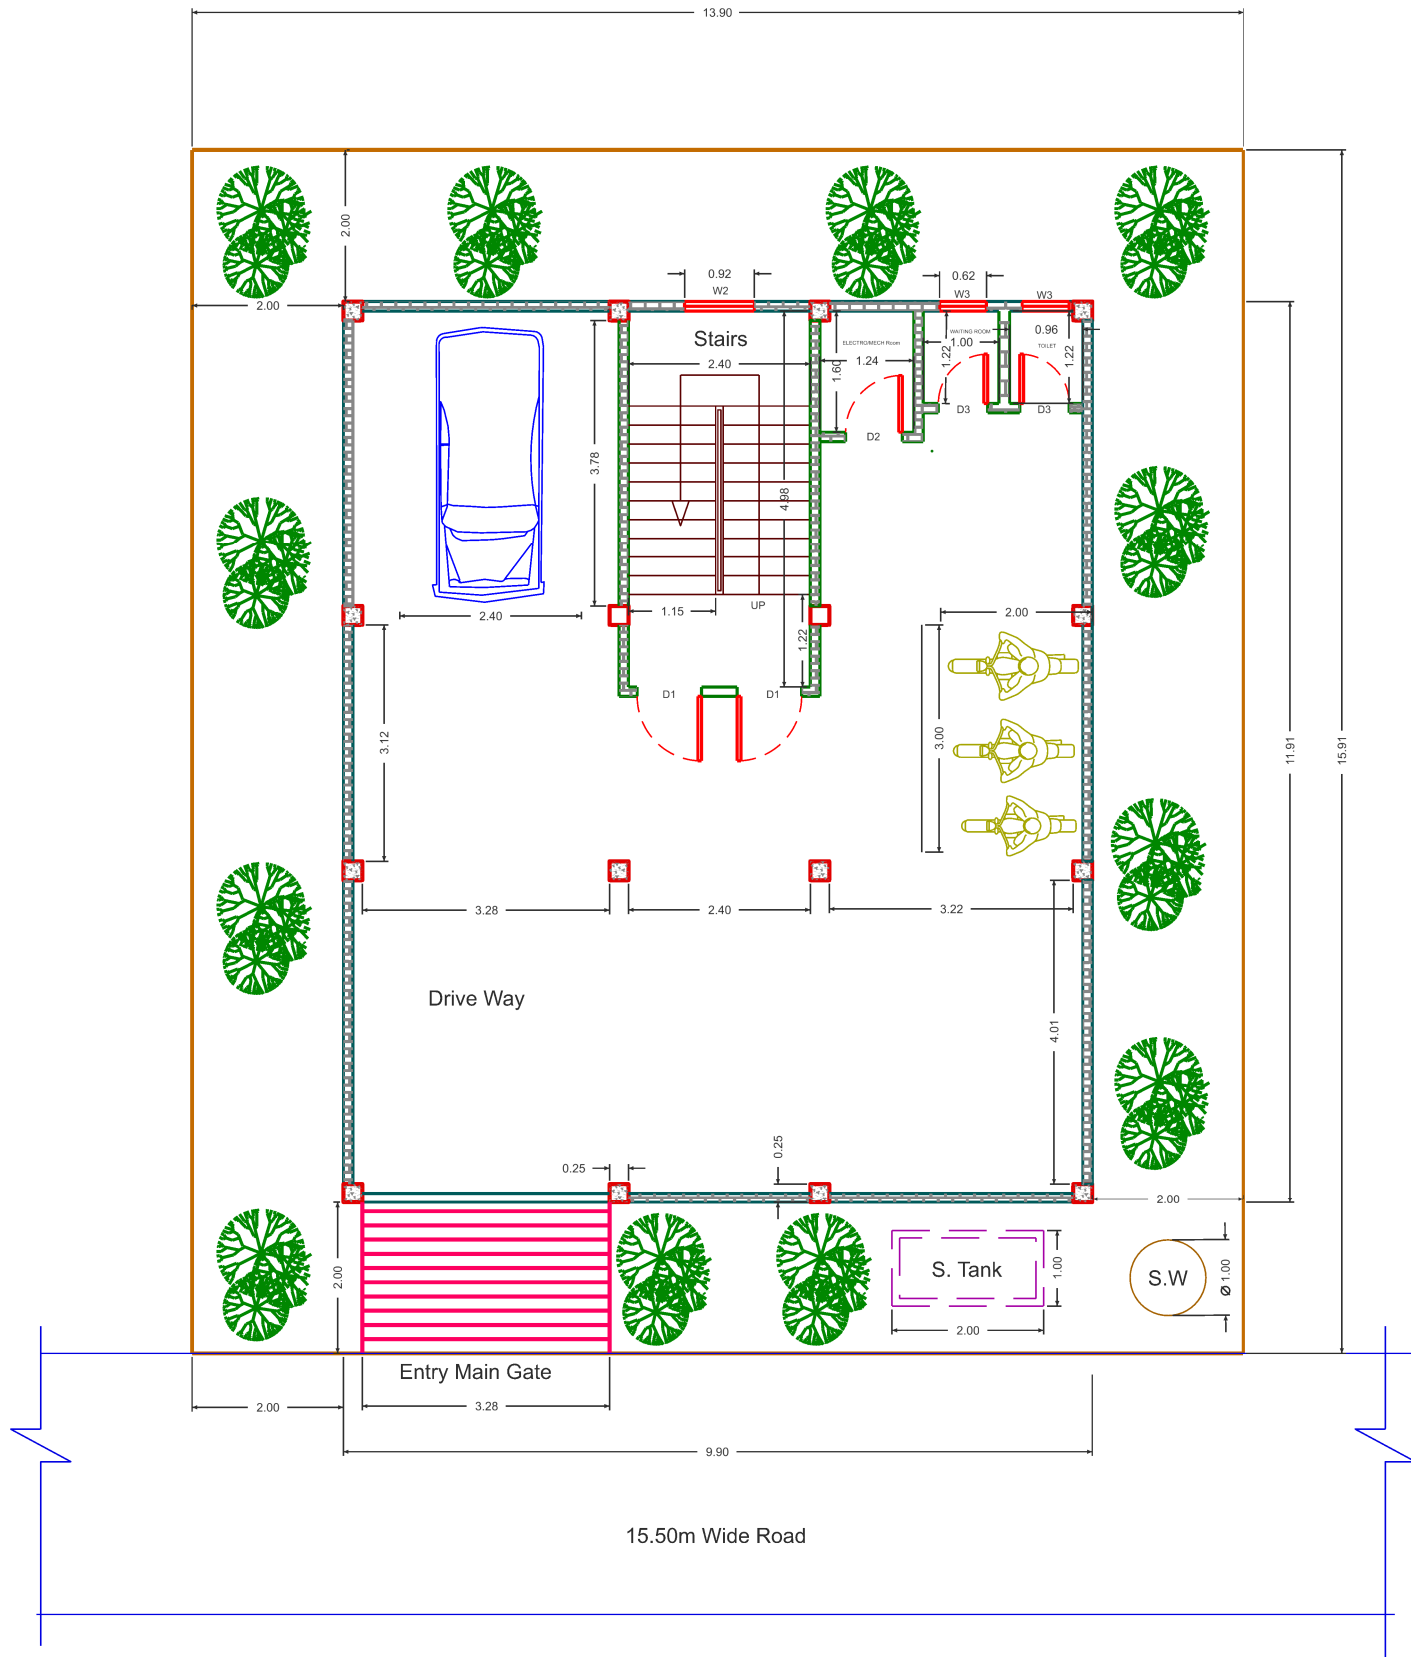 13.90
2.00
2.00
0.92
W2
0.62
W3
W3
Stairs
WAITING ROOM
0.96
ELECTRO/MECH Room
1.00
TOILET
1.22
1.22
1.24
1.60
2.40
D3
D3
D2
3.78
4.98
2.40
1.15
UP
2.00
1.22
D1
D1
3.12
3.00
11.91
15.91
3.28
2.40
3.22
Drive Way
4.01
0.25
0.25
2.00
2.00
S. Tank
1.00
S.W
Ø 1.00
2.00
Entry Main Gate
2.00
3.28
9.90
15.50m Wide Road